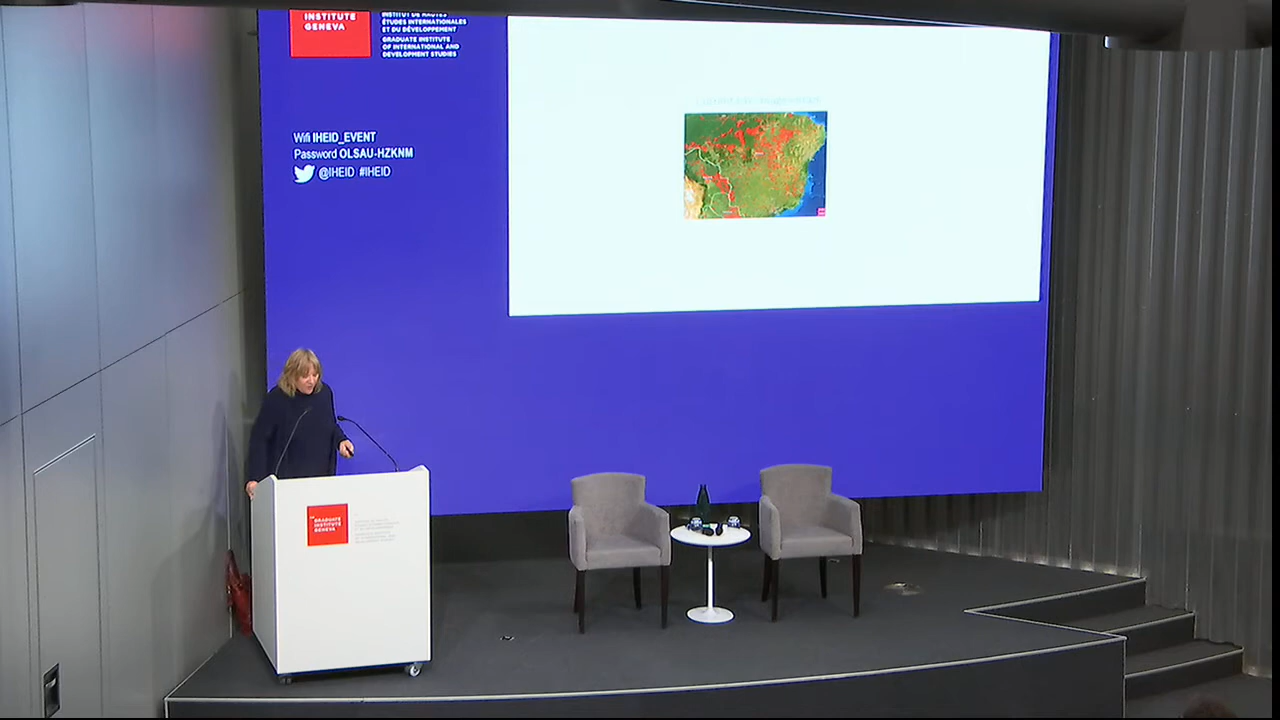 INSTITUTE
GENEVA
INSTITUT DE HAUTES
ÉTUDES INTERNATIONALES
ET DU DÉVELOPPEMENT
GRADUATE INSTITUTE
OF INTERNATIONAL AND
DEVELOPMENT STUDIES
Wifi IHEID_EVENT
Password OLSAU-HZKNM
@IHEID #IHEID
GRADUATE
INSTITUTE
GENEVA